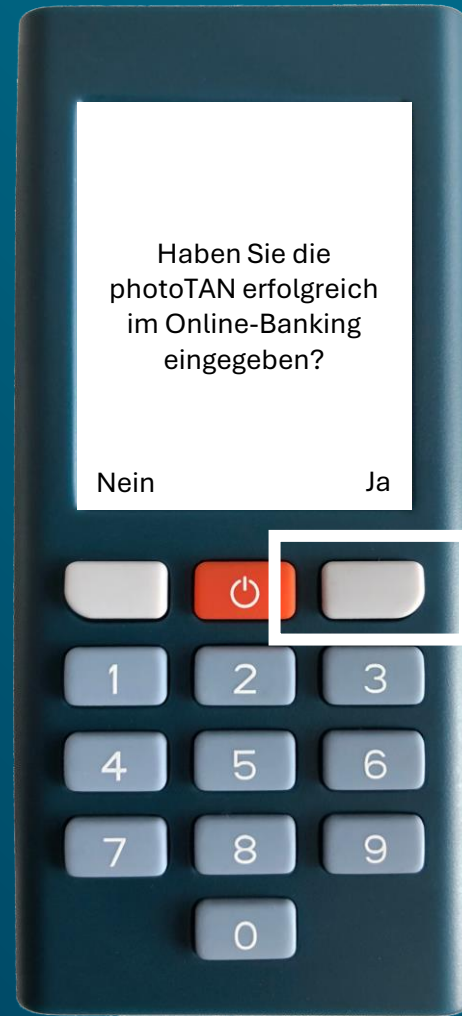 Haben Sie die
photoTAN erfolgreich
im Online-Banking
eingegeben?
Nein Ja
1 2 3
4 5 6
7 8 9
0